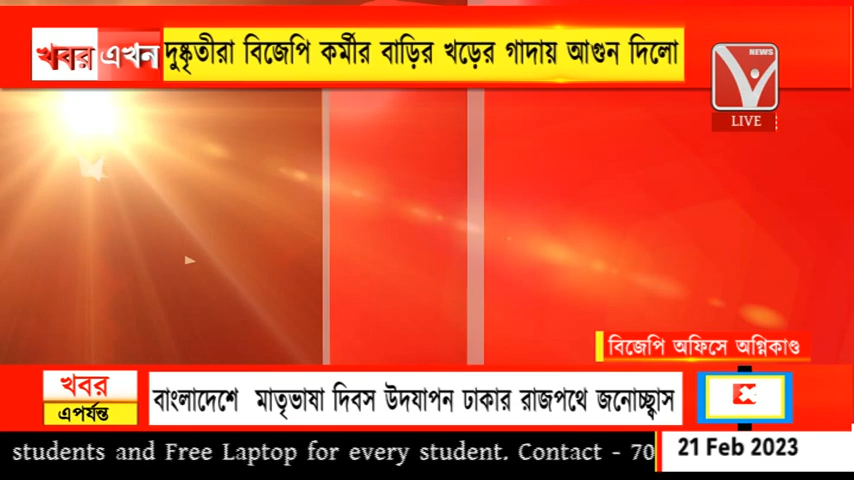 খবর এখন দুষ্কৃতীরা বিজেপি কর্মীর বাড়ির খড়ের গাদায় আগুন দিলো
NEWS
V
LIVE
বিজেপি অফিসে অগ্নিকাণ্ড
খবর
এপর্যন্ত
বাংলাদেশে মাতৃভাষা দিবস উদযাপন ঢাকার রাজপথে জনোচ্ছ্বাস
students and Free Laptop for every student. Contact - 70
21 Feb 2023